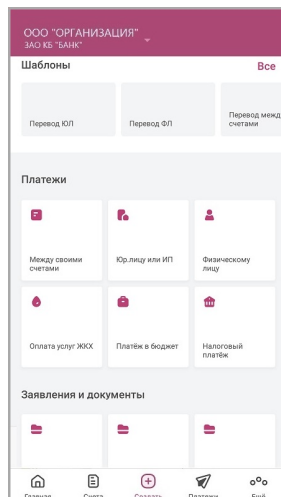 ООО "ОРГАНИЗАЦИЯ"
ЗАО КБ "БАНК"
Шаблоны Все
Перевод ЮЛ
Перевод ФЛ
Перевод межд
счетами
Платежи
Между своими
счетами
Юр.лицу или ИП
Физическому
лицу
Оплата услуг ЖКХ
Платёж в бюджет
Налоговый
платёж
Заявления и документы
Главная Счета Создать Платежи Ещё